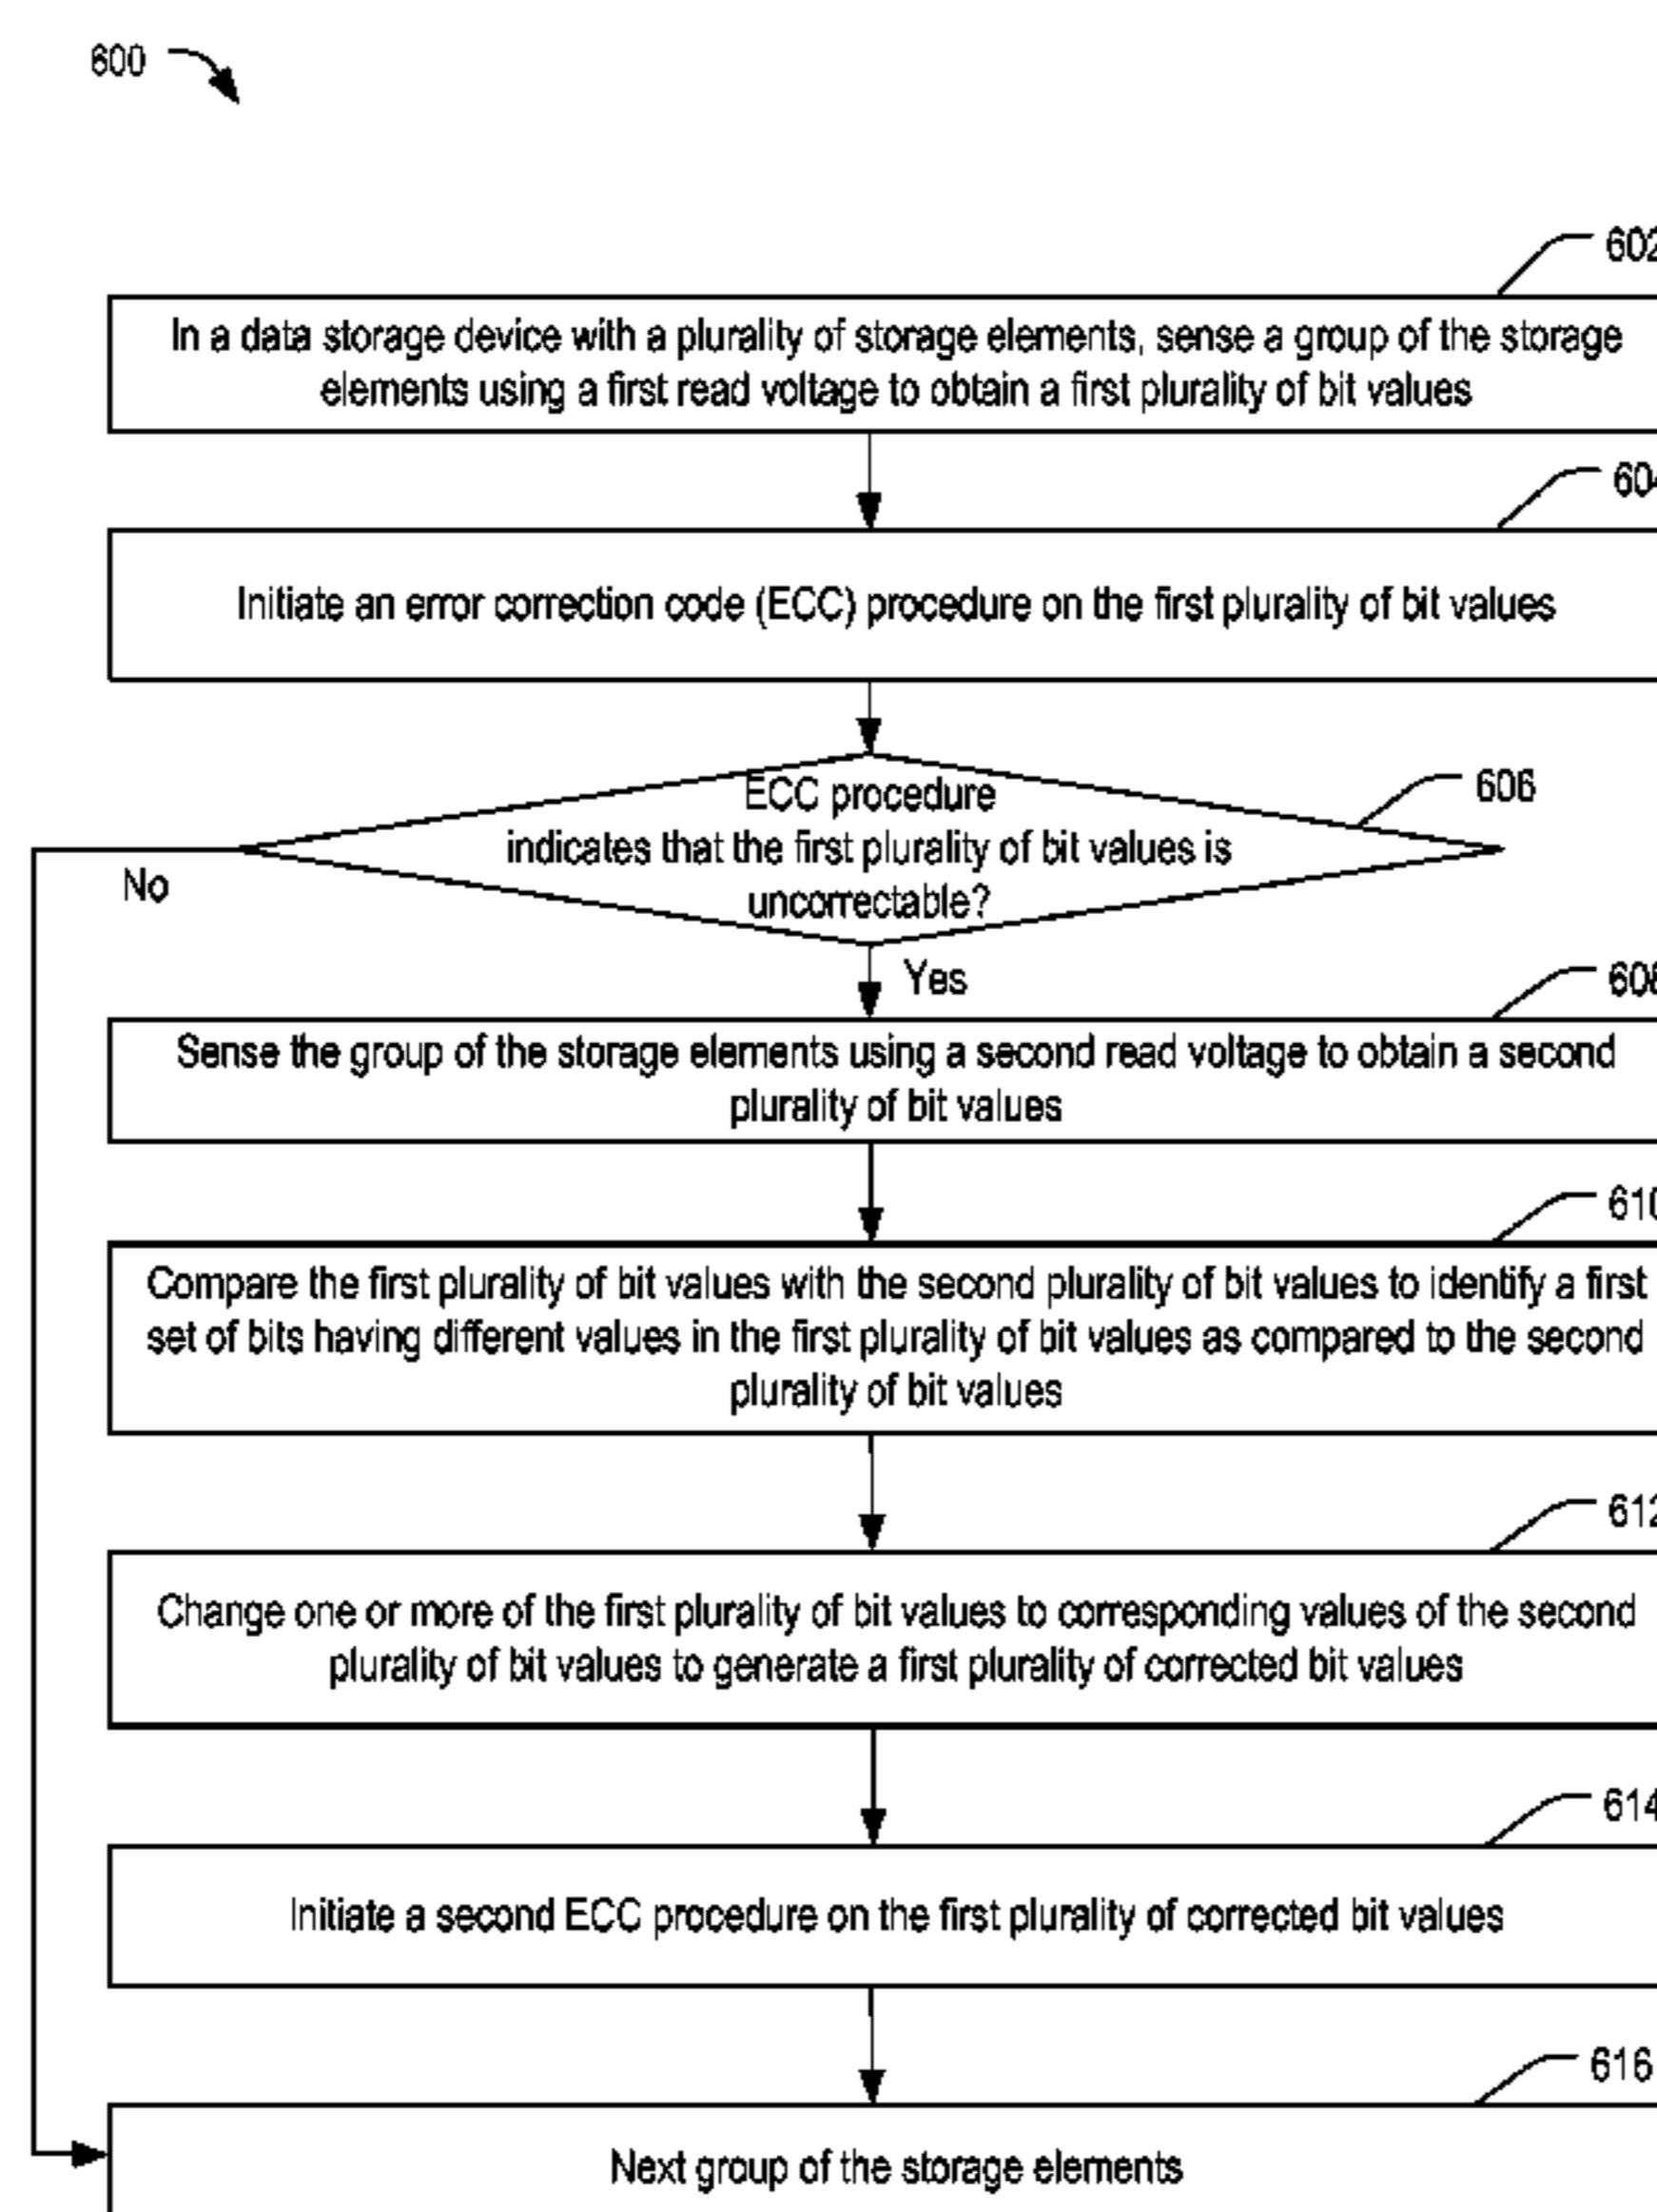 600
602
In a data storage device with a plurality of storage elements, sense a group of the storage
elements using a first read voltage to obtain a first plurality of bit values
604
Initiate an error correction code (ECC) procedure on the first plurality of bit values
606
ECC procedure
indicates that the first plurality of bit values is
uncorrectable?
No
Yes
608
Sense the group of the storage elements using a second read voltage to obtain a second
plurality of bit values
610
Compare the first plurality of bit values with the second plurality of bit values to identify a first
set of bits having different values in the first plurality of bit values as compared to the second
plurality of bit values
612
Change one or more of the first plurality of bit values to corresponding values of the second
plurality of bit values to generate a first plurality of corrected bit values
614
Initiate a second ECC procedure on the first plurality of corrected bit values
616
Next group of the storage elements